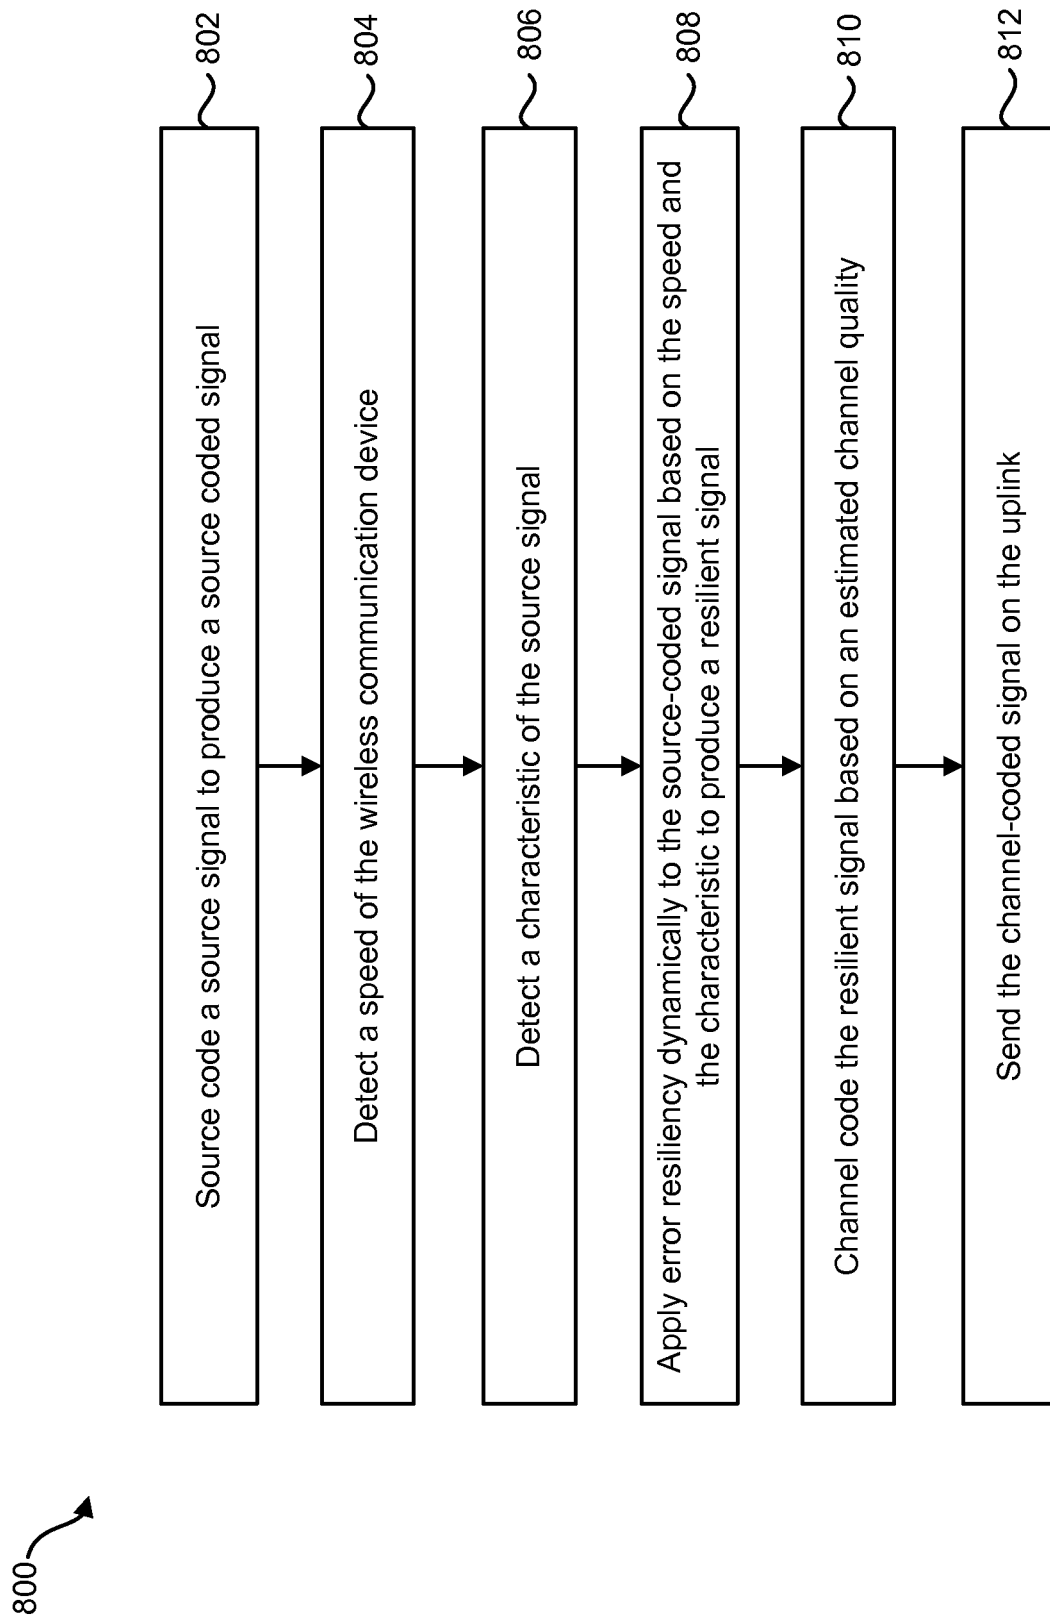 800
Source code a source signal to produce a source coded signal
802
Detect a speed of the wireless communication device
804
Detect a characteristic of the source signal
806
Apply error resiliency dynamically to the source-coded signal based on the speed and
the characteristic to produce a resilient signal
808
Channel code the resilient signal based on an estimated channel quality
810
Send the channel-coded signal on the uplink
812